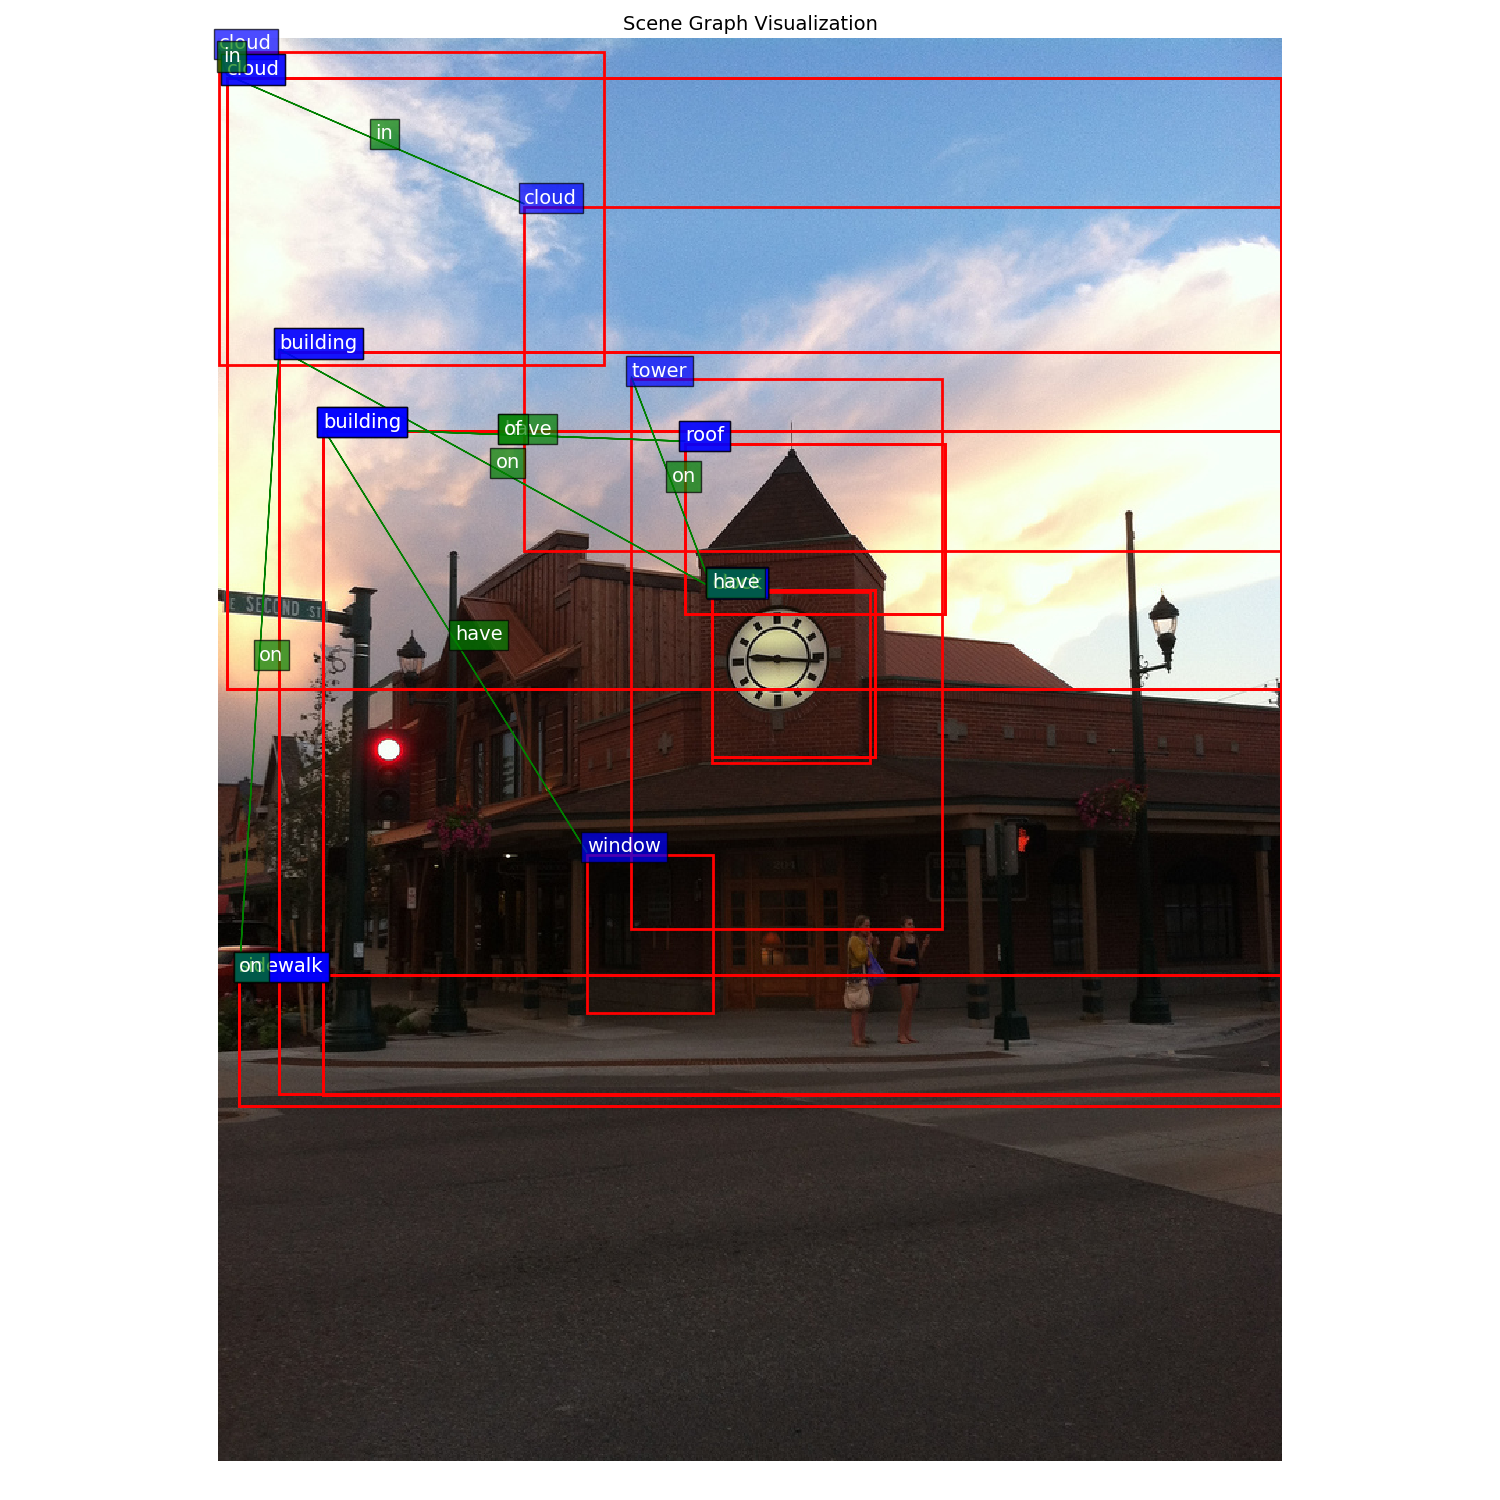 Scene Graph Visualization
cloud
in
cloud
in
cloud
building
tower
building
of
ve
roof
on
on
have
E SECOND ST
have
on
window
on
ewalk